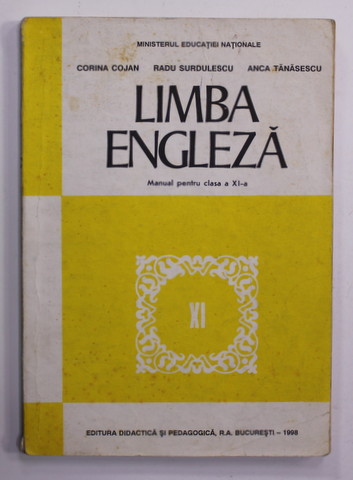 MINISTERUL EDUCAȚIEI NAȚIONALE
CORINA COJAN RADU SURDULESCU ANCA TĂNĂSESCU
LIMBA
ENGLEZĂ
Manual pentru clasa a XI-a
XI
EDITURA DIDACTICĂ ȘI PEDAGOGICĂ, R.A. BUCUREȘTI – 1998